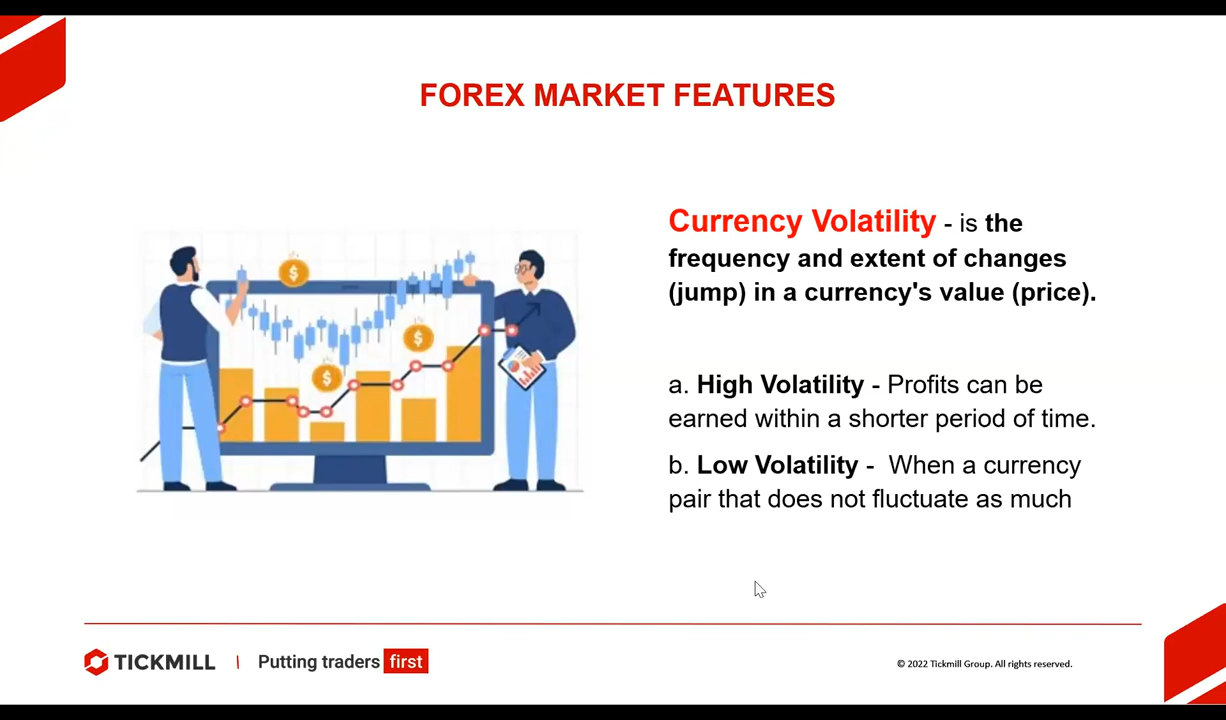 FOREX MARKET FEATURES
Currency Volatility - is the
frequency and extent of changes
(jump) in a currency's value (price).
a. High Volatility - Profits can be
earned within a shorter period of time.
b. Low Volatility - When a currency
pair that does not fluctuate as much
$
$
$
TICKMILL | Putting traders first
© 2022 Tickmill Group. All rights reserved.